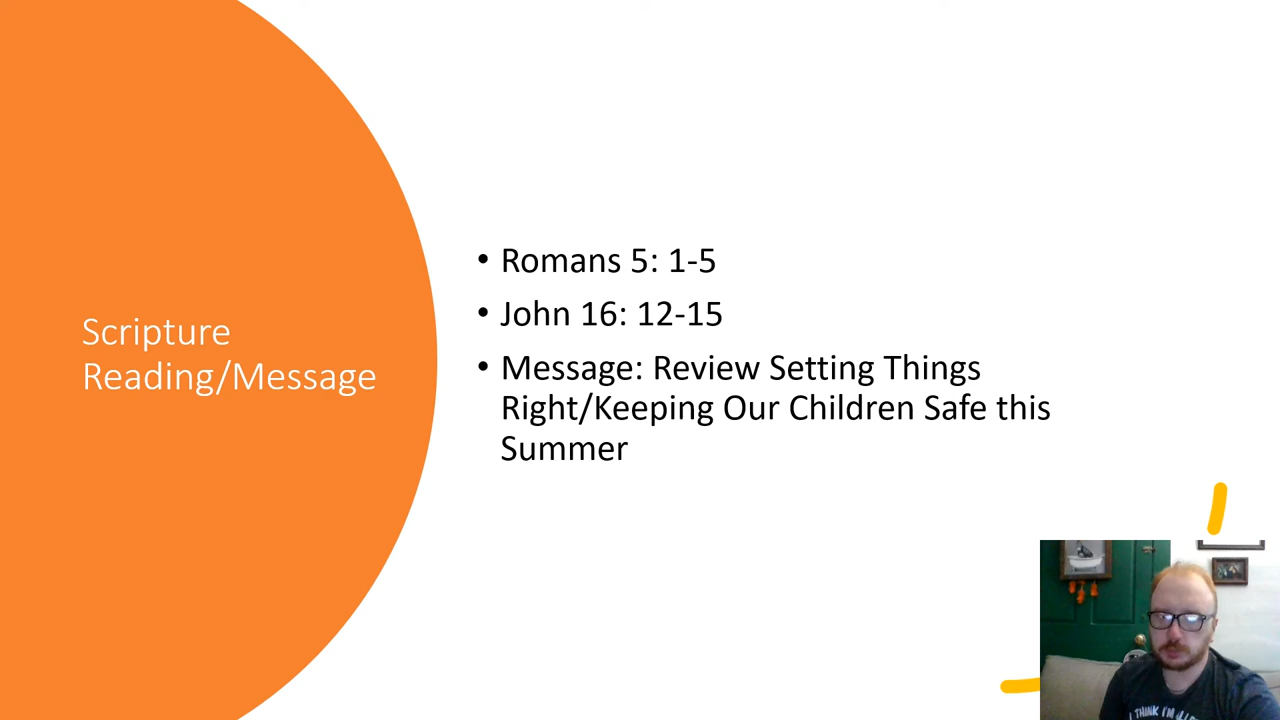 Scripture
Reading/Message
• Romans 5: 1-5
• John 16: 12-15
• Message: Review Setting Things
Right/Keeping Our Children Safe this
Summer
I THINK I'M